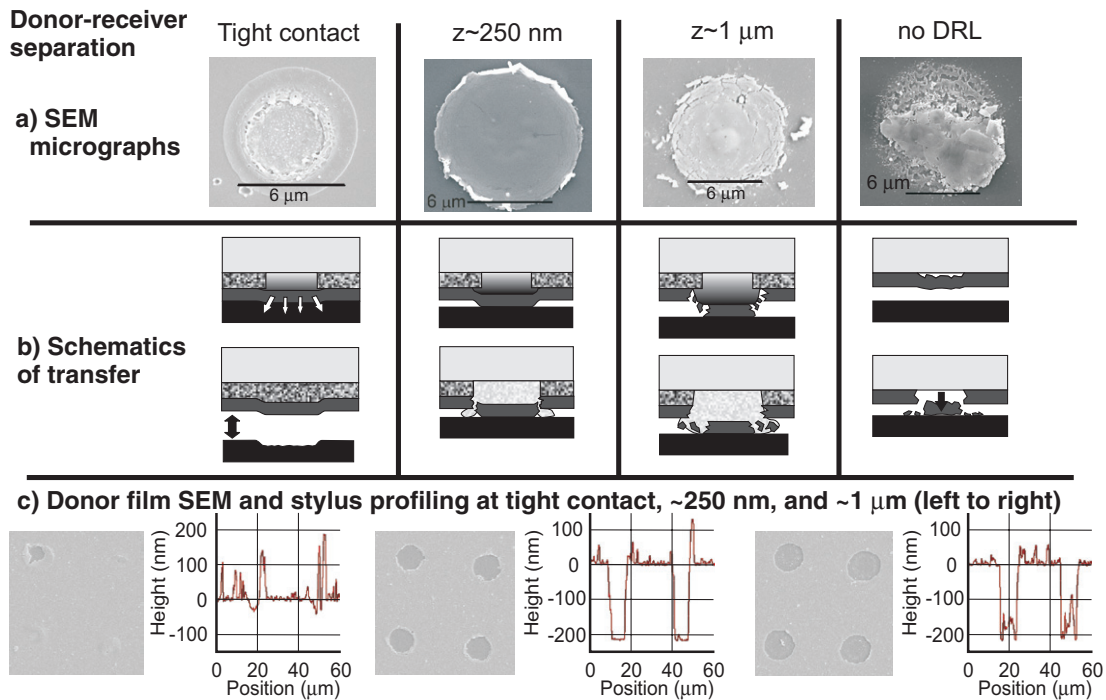 Donor-receiver
separation
Tight contact
z~250 nm
z~1 μm
no DRL
a) SEM
micrographs
6 μm
6 μm
6 μm
6 μm
b) Schematics
of transfer
c) Donor film SEM and stylus profiling at tight contact, ~250 nm, and ~1 μm (left to right)
Height (nm)
200
100
0
-100
0 20 40 60
Position (μm)
Height (nm)
100
0
-100
-200
0 20 40 60
Position (μm)
Height (nm)
100
0
-100
-200
0 20 40 60
Position (μm)